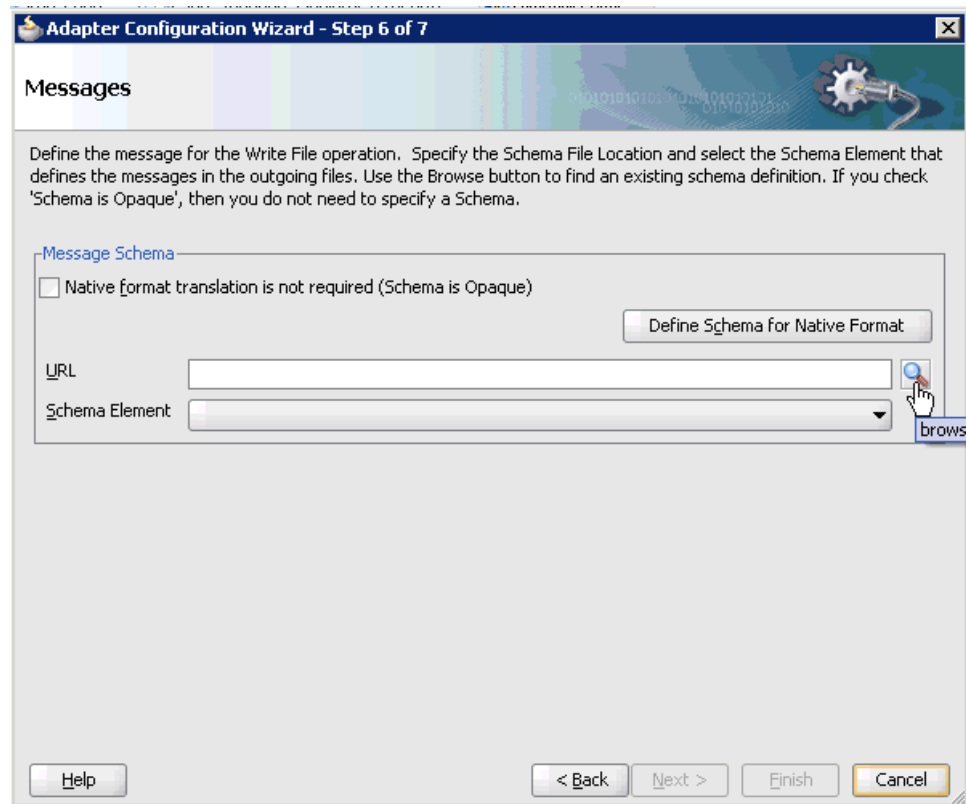 Adapter Configuration Wizard - Step 6 of 7
Messages
Define the message for the Write File operation. Specify the Schema File Location and select the Schema Element that
defines the messages in the outgoing files. Use the Browse button to find an existing schema definition. If you check
'Schema is Opaque', then you do not need to specify a Schema.
Message Schema
Native format translation is not required (Schema is Opaque)
Define Schema for Native Format
URL
Schema Element
brows
Help
< Back
Next >
Finish
Cancel